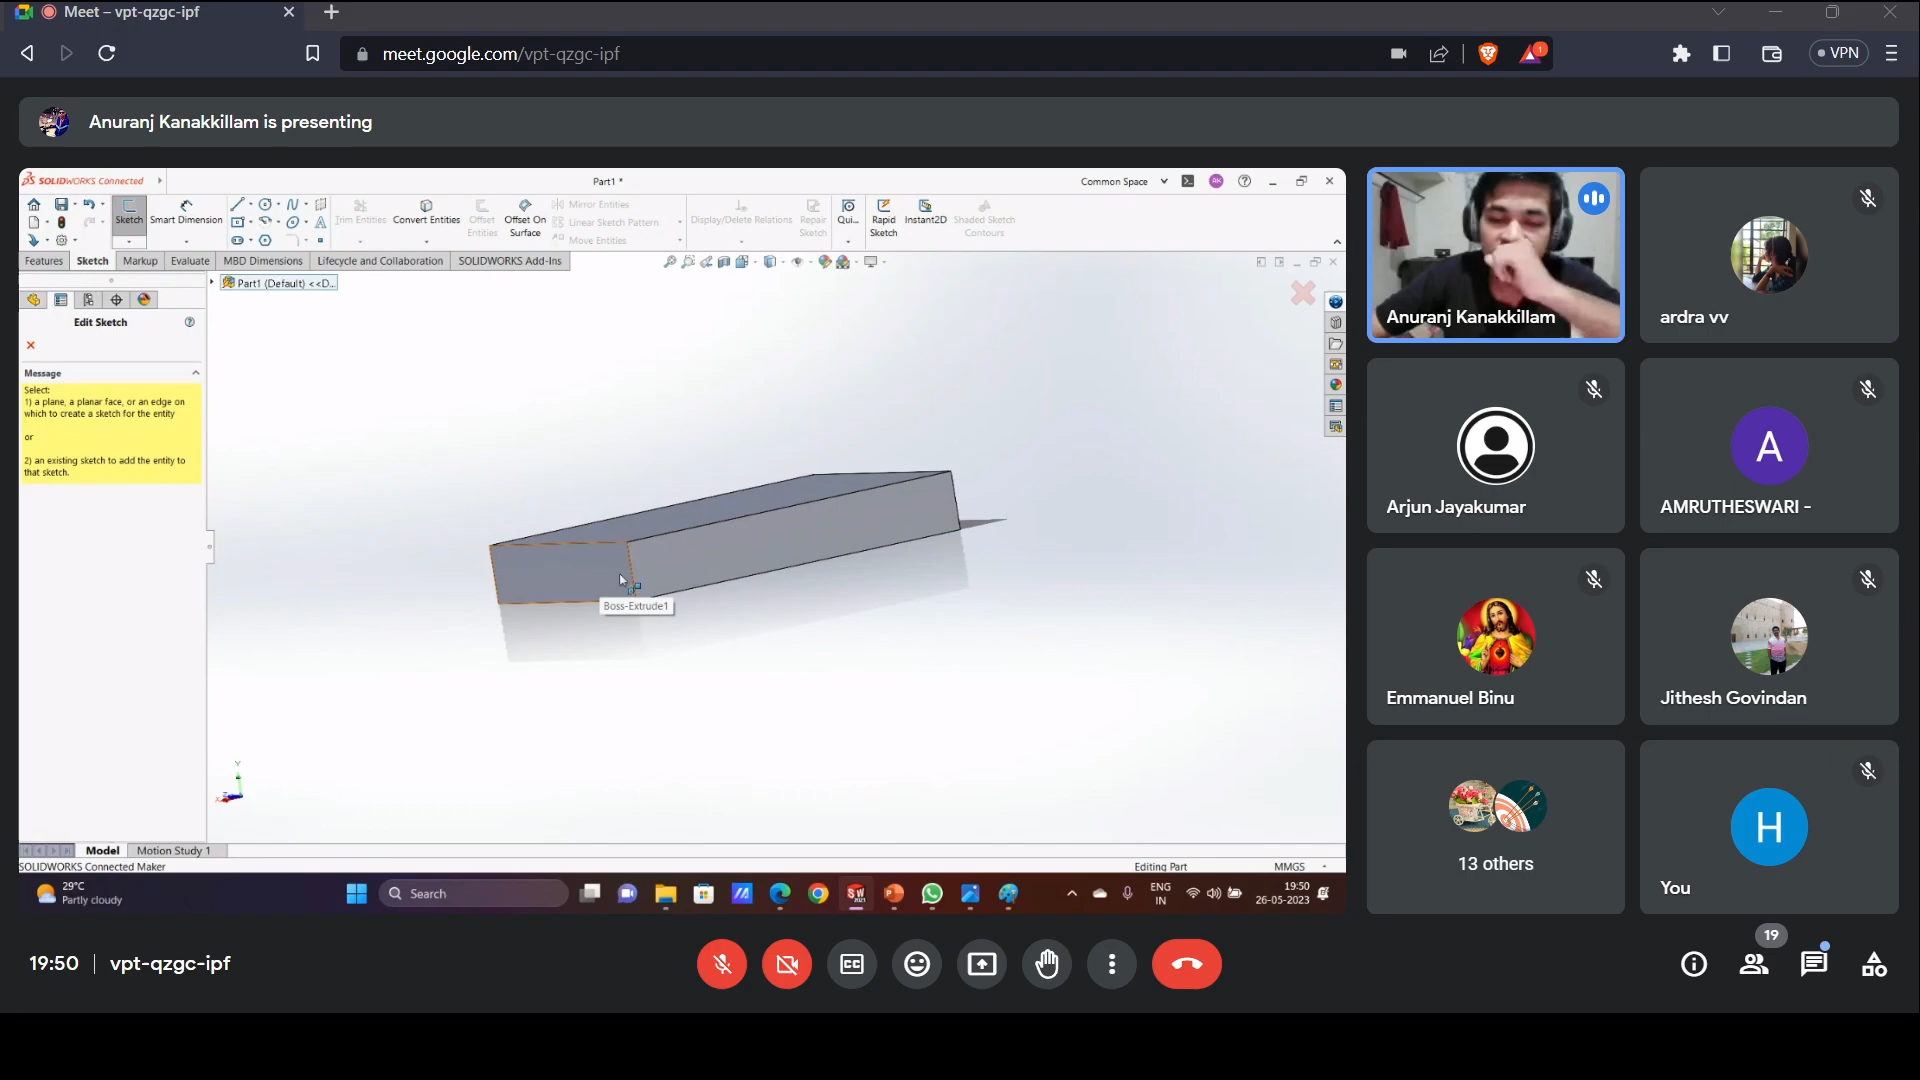 Meet – vpt-qzgc-ipf
meet.google.com/vpt-qzgc-ipf
1
VPN
Anuranj Kanakkillam is presenting
SOLIDWORKS Connected
Part1 *
Common Space
RK
Sketch
Smart Dimension
Trim Entities
Convert Entities
Offset Entities
Offset On Surface
Mirror Entities
Linear Sketch Pattern
Move Entities
Display/Delete Relations
Repair Sketch
Qui...
Rapid Sketch
Instant2D
Shaded Sketch Contours
Features
Sketch
Markup
Evaluate
MBD Dimensions
Lifecycle and Collaboration
SOLIDWORKS Add-Ins
Part1 (Default) <<D...
Edit Sketch
Message
Select:
1) a plane, a planar face, or an edge on
which to create a sketch for the entity
or
2) an existing sketch to add the entity to
that sketch.
Boss-Extrude1
Y
X
Z
Model
Motion Study 1
SOLIDWORKS Connected Maker
Editing Part
MMGS
29°C
Partly cloudy
Search
ENG
IN
19:50
26-05-2023
Anuranj Kanakkillam
ardra vv
Arjun Jayakumar
A
AMRUTHESWARI -
Emmanuel Binu
Jithesh Govindan
13 others
H
You
19:50 | vpt-qzgc-ipf
CC
19